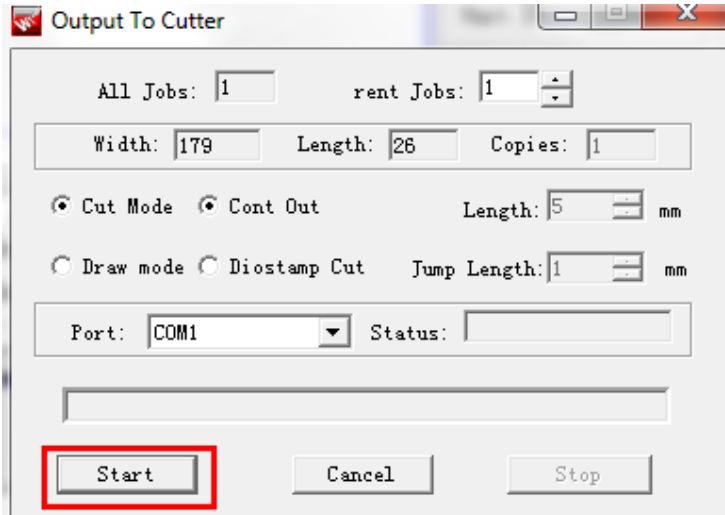 Output To Cutter
All Jobs: 1 rent Jobs: 1
Width: 179 Length: 26 Copies: 1
Cut Mode Cont Out Length: 5 mm
Draw mode Diostamp Cut Jump Length: 1 mm
Port: COM1 Status:
Start Cancel Stop